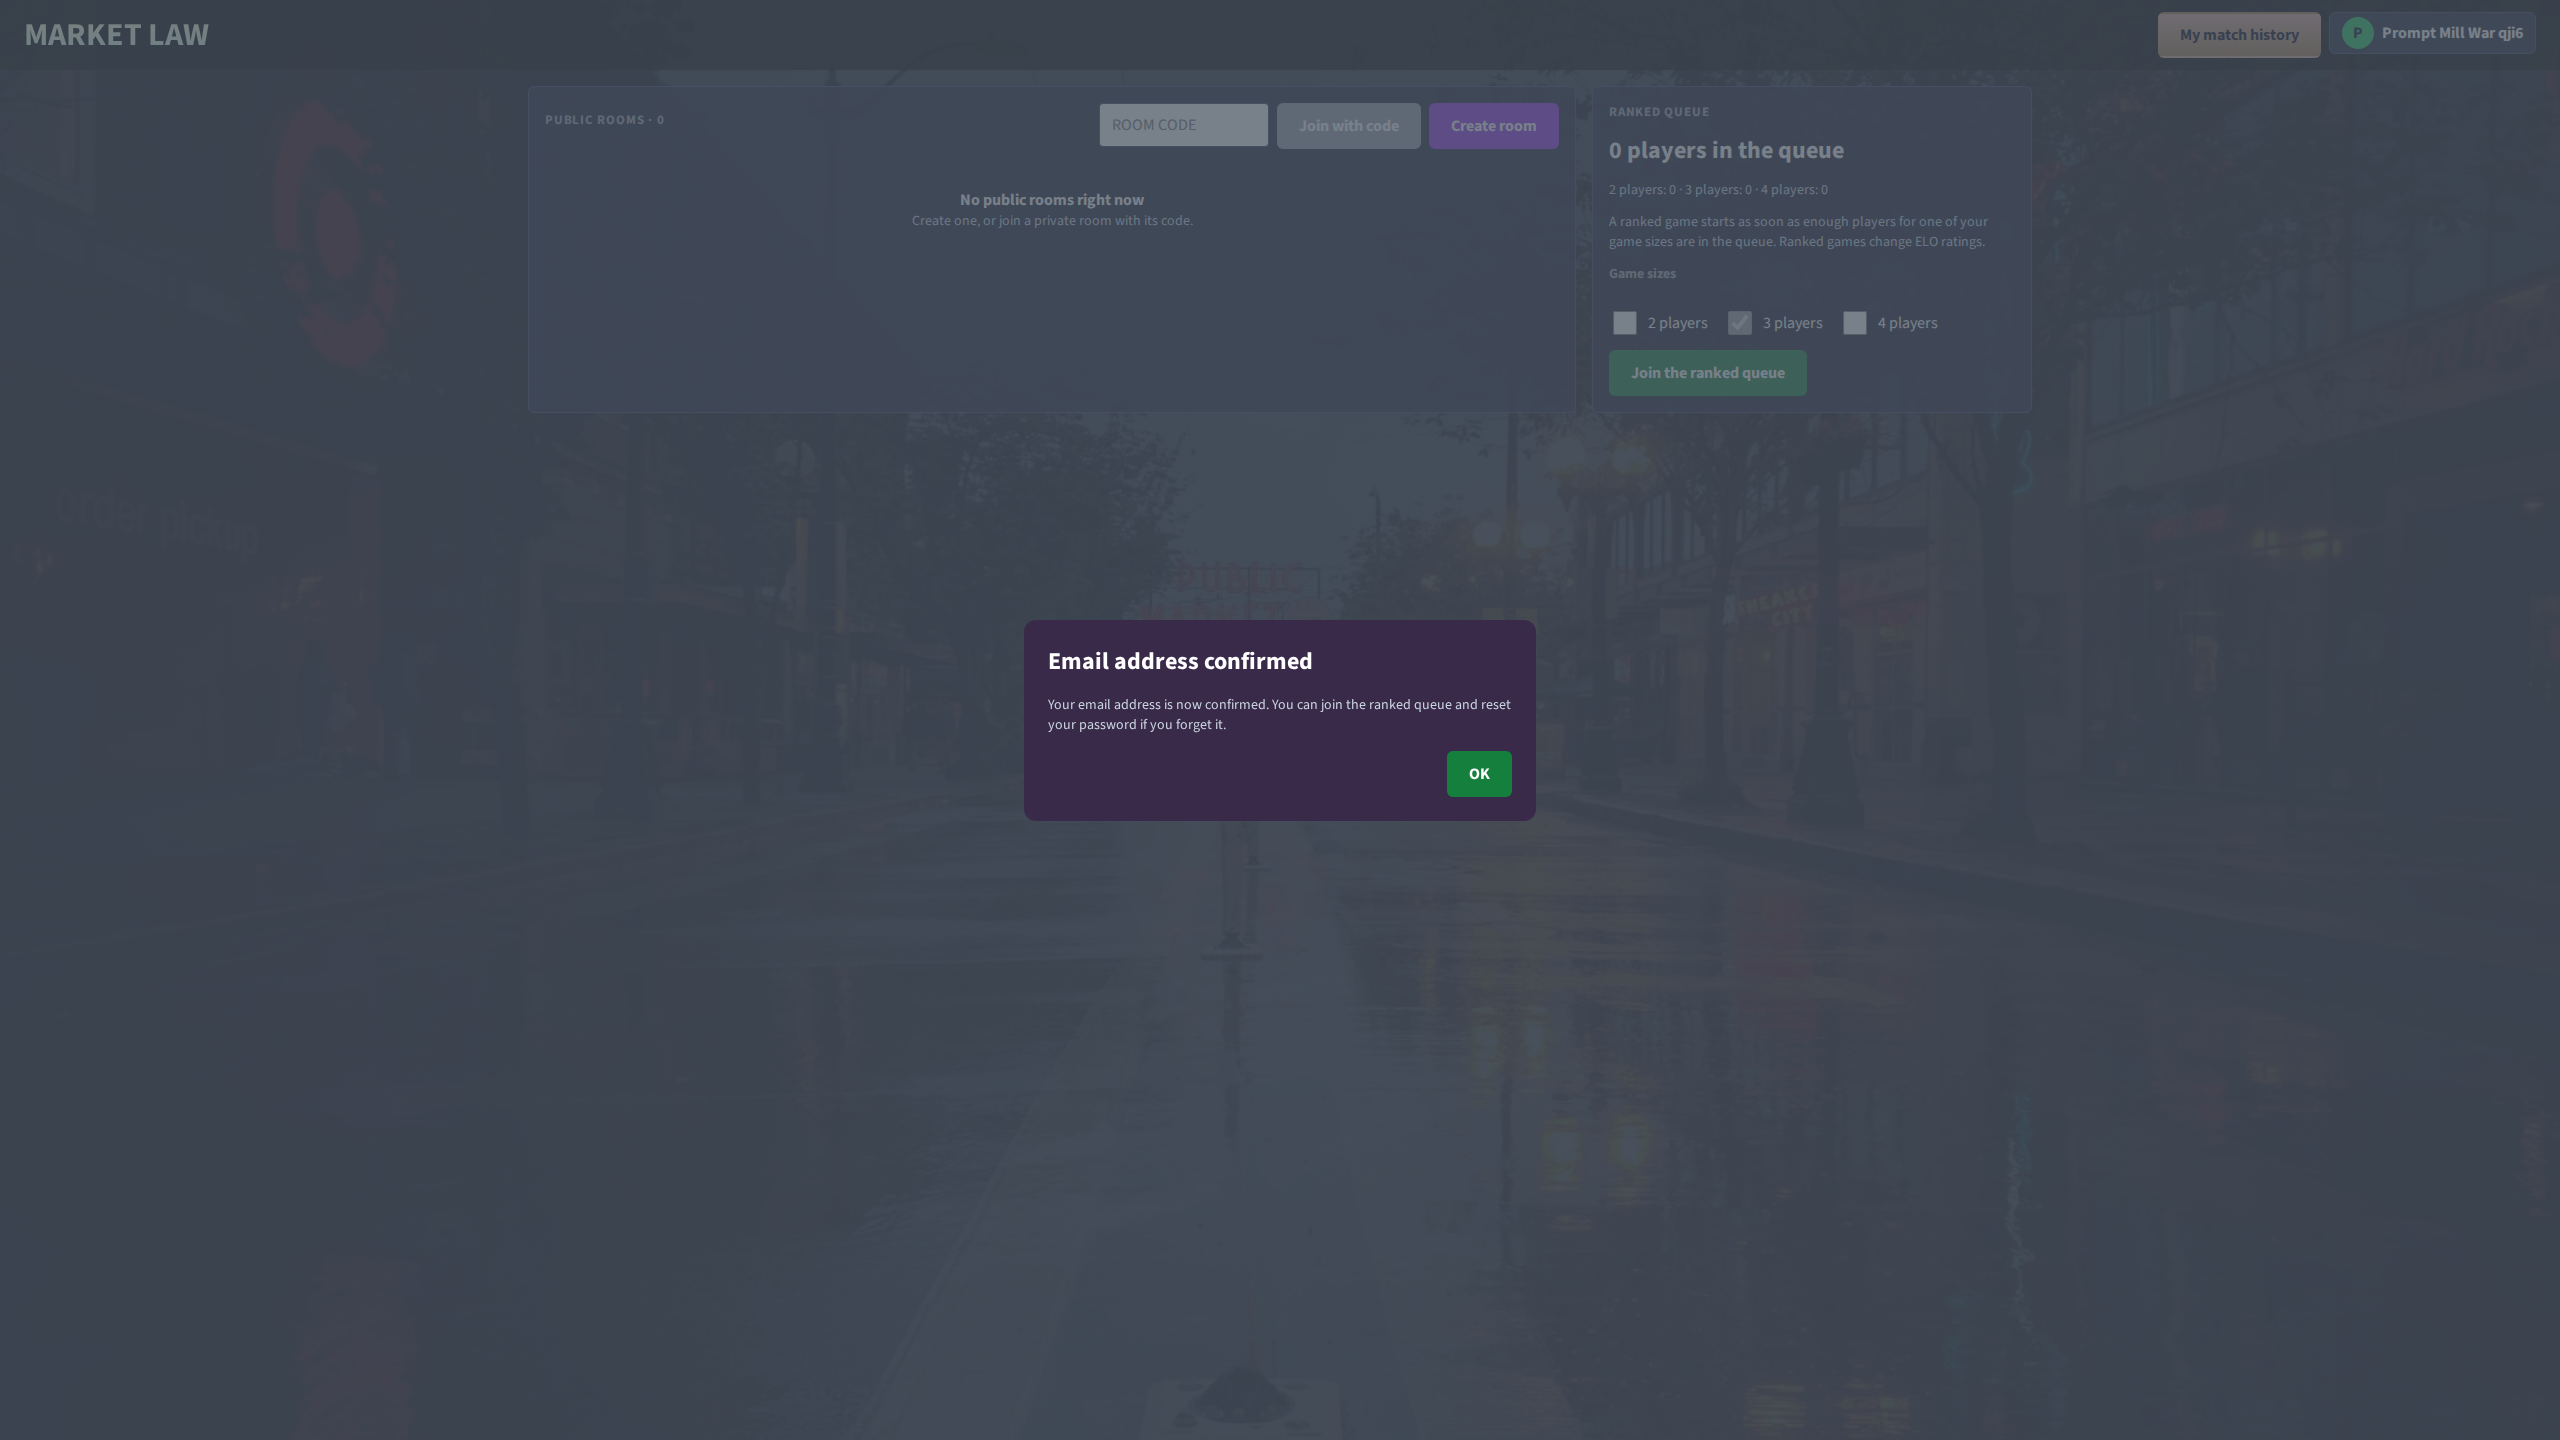 MARKET LAW
My match history
P
Prompt Mill War qji6
PUBLIC ROOMS · 0
ROOM CODE
Join with code
Create room
No public rooms right now
Create one, or join a private room with its code.
RANKED QUEUE
0 players in the queue
2 players: 0 · 3 players: 0 · 4 players: 0
A ranked game starts as soon as enough players for one of your
game sizes are in the queue. Ranked games change ELO ratings.
Game sizes
2 players
3 players
4 players
Join the ranked queue
order pickup
PUBLIC
SNEAKER
CITY
Email address confirmed
Your email address is now confirmed. You can join the ranked queue and reset
your password if you forget it.
OK